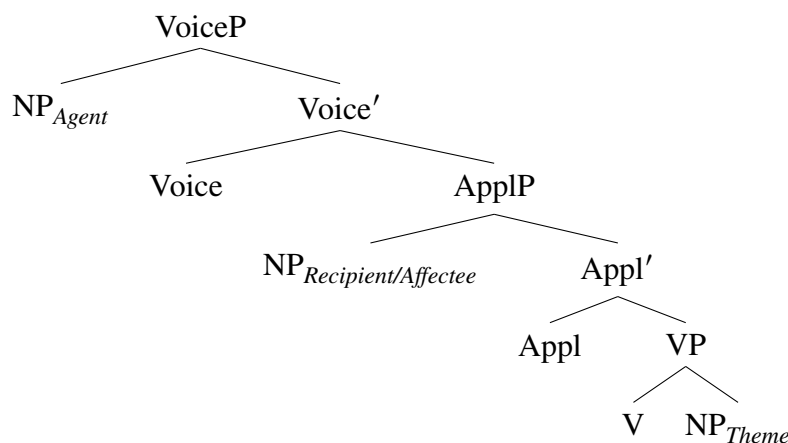 VoiceP
NP_Agent Voice′
Voice ApplP
NP_Recipient/Affectee Appl′
Appl VP
V NP_Theme